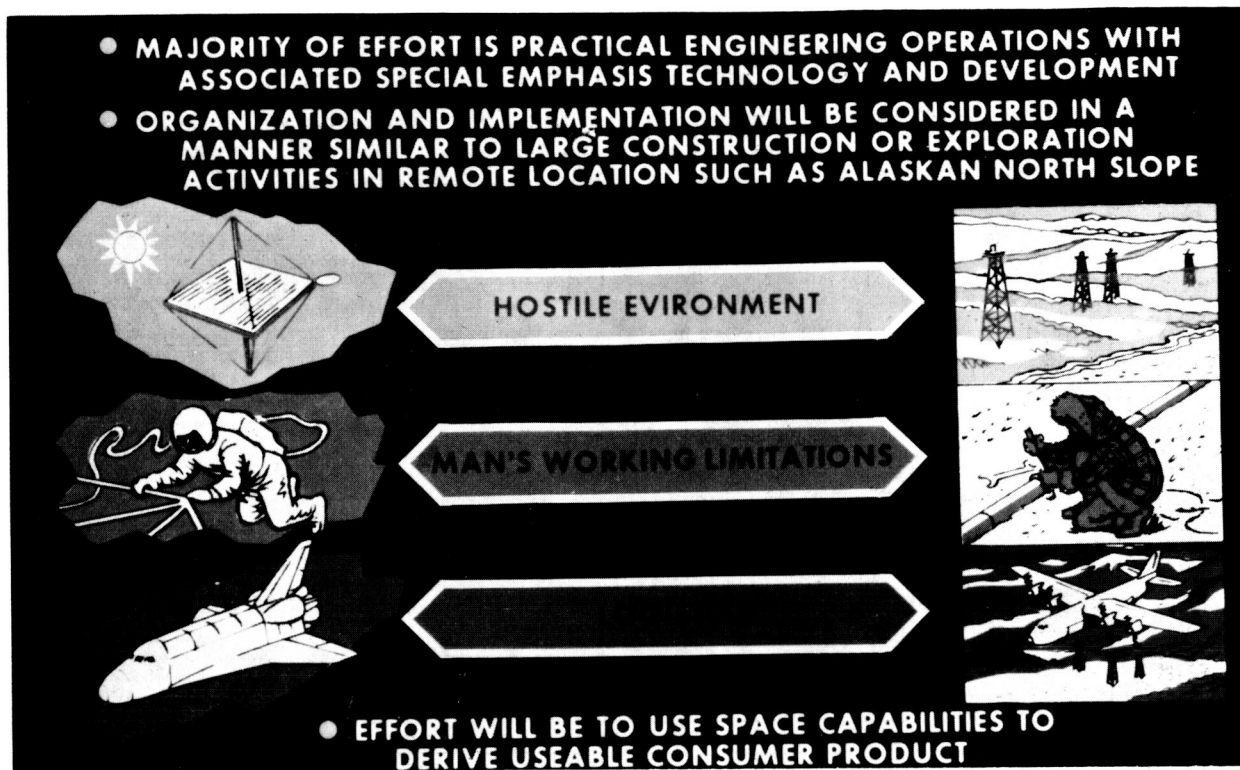 ● MAJORITY OF EFFORT IS PRACTICAL ENGINEERING OPERATIONS WITH
ASSOCIATED SPECIAL EMPHASIS TECHNOLOGY AND DEVELOPMENT
● ORGANIZATION AND IMPLEMENTATION WILL BE CONSIDERED IN A
MANNER SIMILAR TO LARGE CONSTRUCTION OR EXPLORATION
ACTIVITIES IN REMOTE LOCATION SUCH AS ALASKAN NORTH SLOPE
HOSTILE EVIRONMENT
MAN'S WORKING LIMITATIONS
● EFFORT WILL BE TO USE SPACE CAPABILITIES TO
DERIVE USEABLE CONSUMER PRODUCT